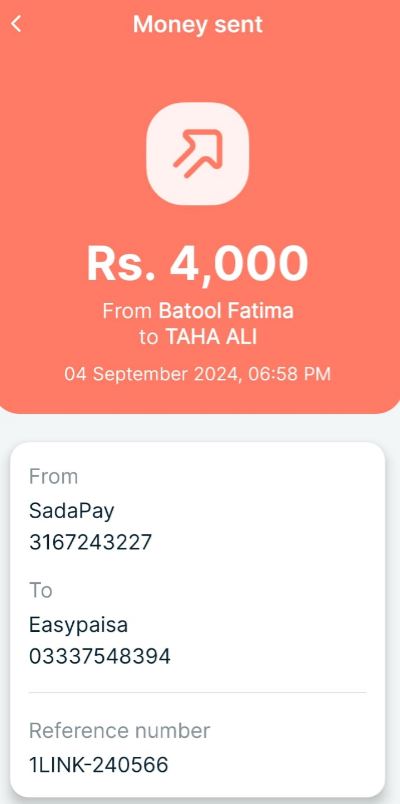 Money sent
Rs. 4,000
From Batool Fatima
to TAHA ALI
04 September 2024, 06:58 PM
From
SadaPay
3167243227
To
Easypaisa
03337548394
Reference number
1LINK-240566